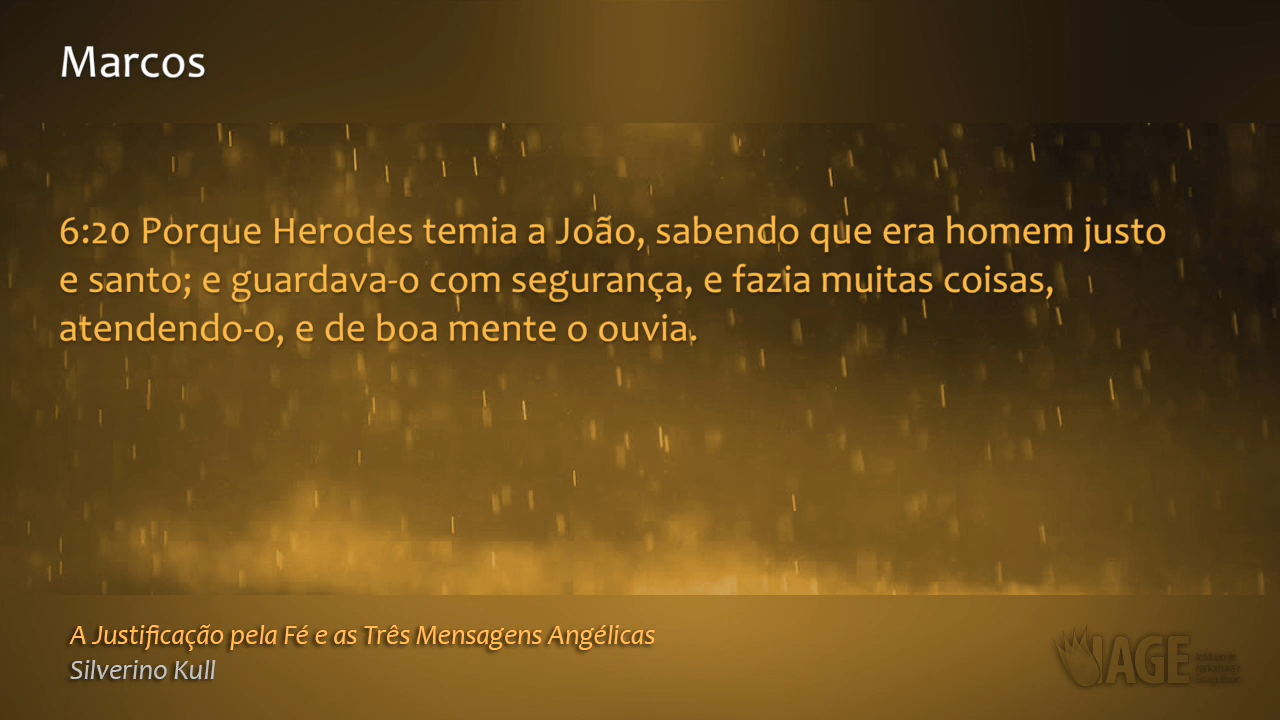 Marcos
6:20 Porque Herodes temia a João, sabendo que era homem justo
e santo; e guardava-o com segurança, e fazia muitas coisas,
atendendo-o, e de boa mente o ouvia.
A Justificação pela Fé e as Três Mensagens Angélicas
Silverino Kull
IAGE